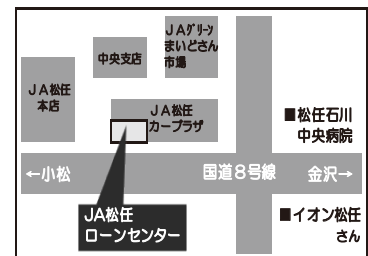 JAグリーン
まいどさん
市場
中央支店
JA松任
本店
JA松任
カープラザ
■松任石川
中央病院
←小松
国道8号線
金沢→
JA松任
ローンセンター
■イオン松任
さん